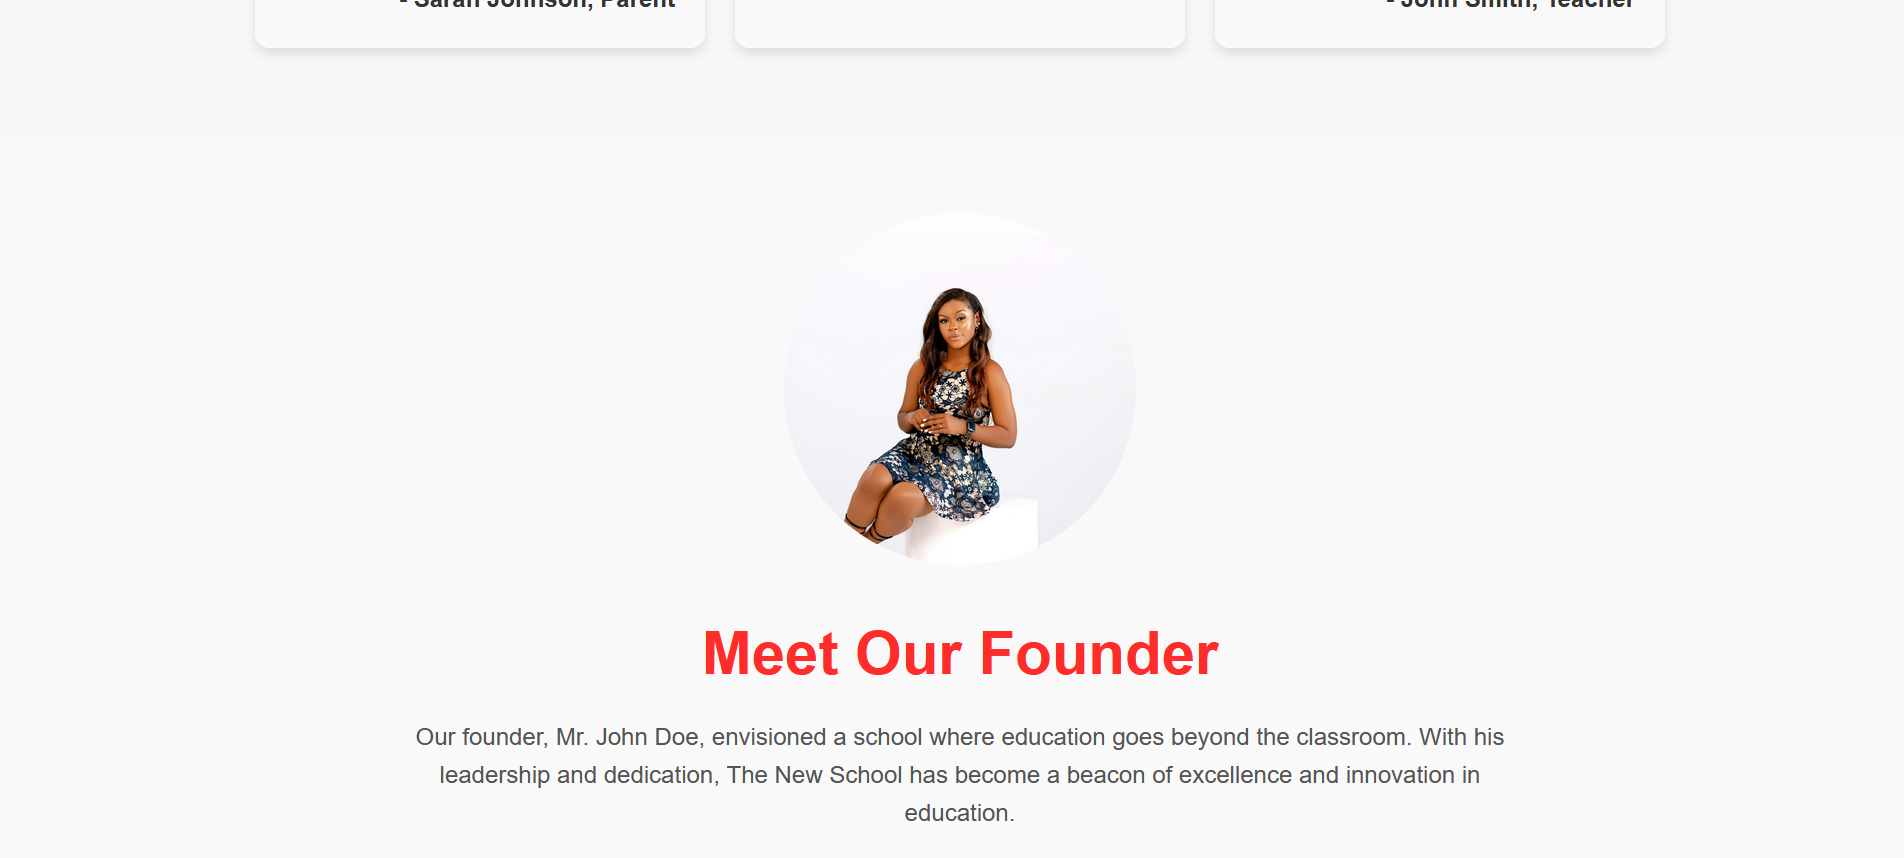 - Sarah Johnson, Parent
- John Smith, Teacher
Meet Our Founder
Our founder, Mr. John Doe, envisioned a school where education goes beyond the classroom. With his
leadership and dedication, The New School has become a beacon of excellence and innovation in
education.